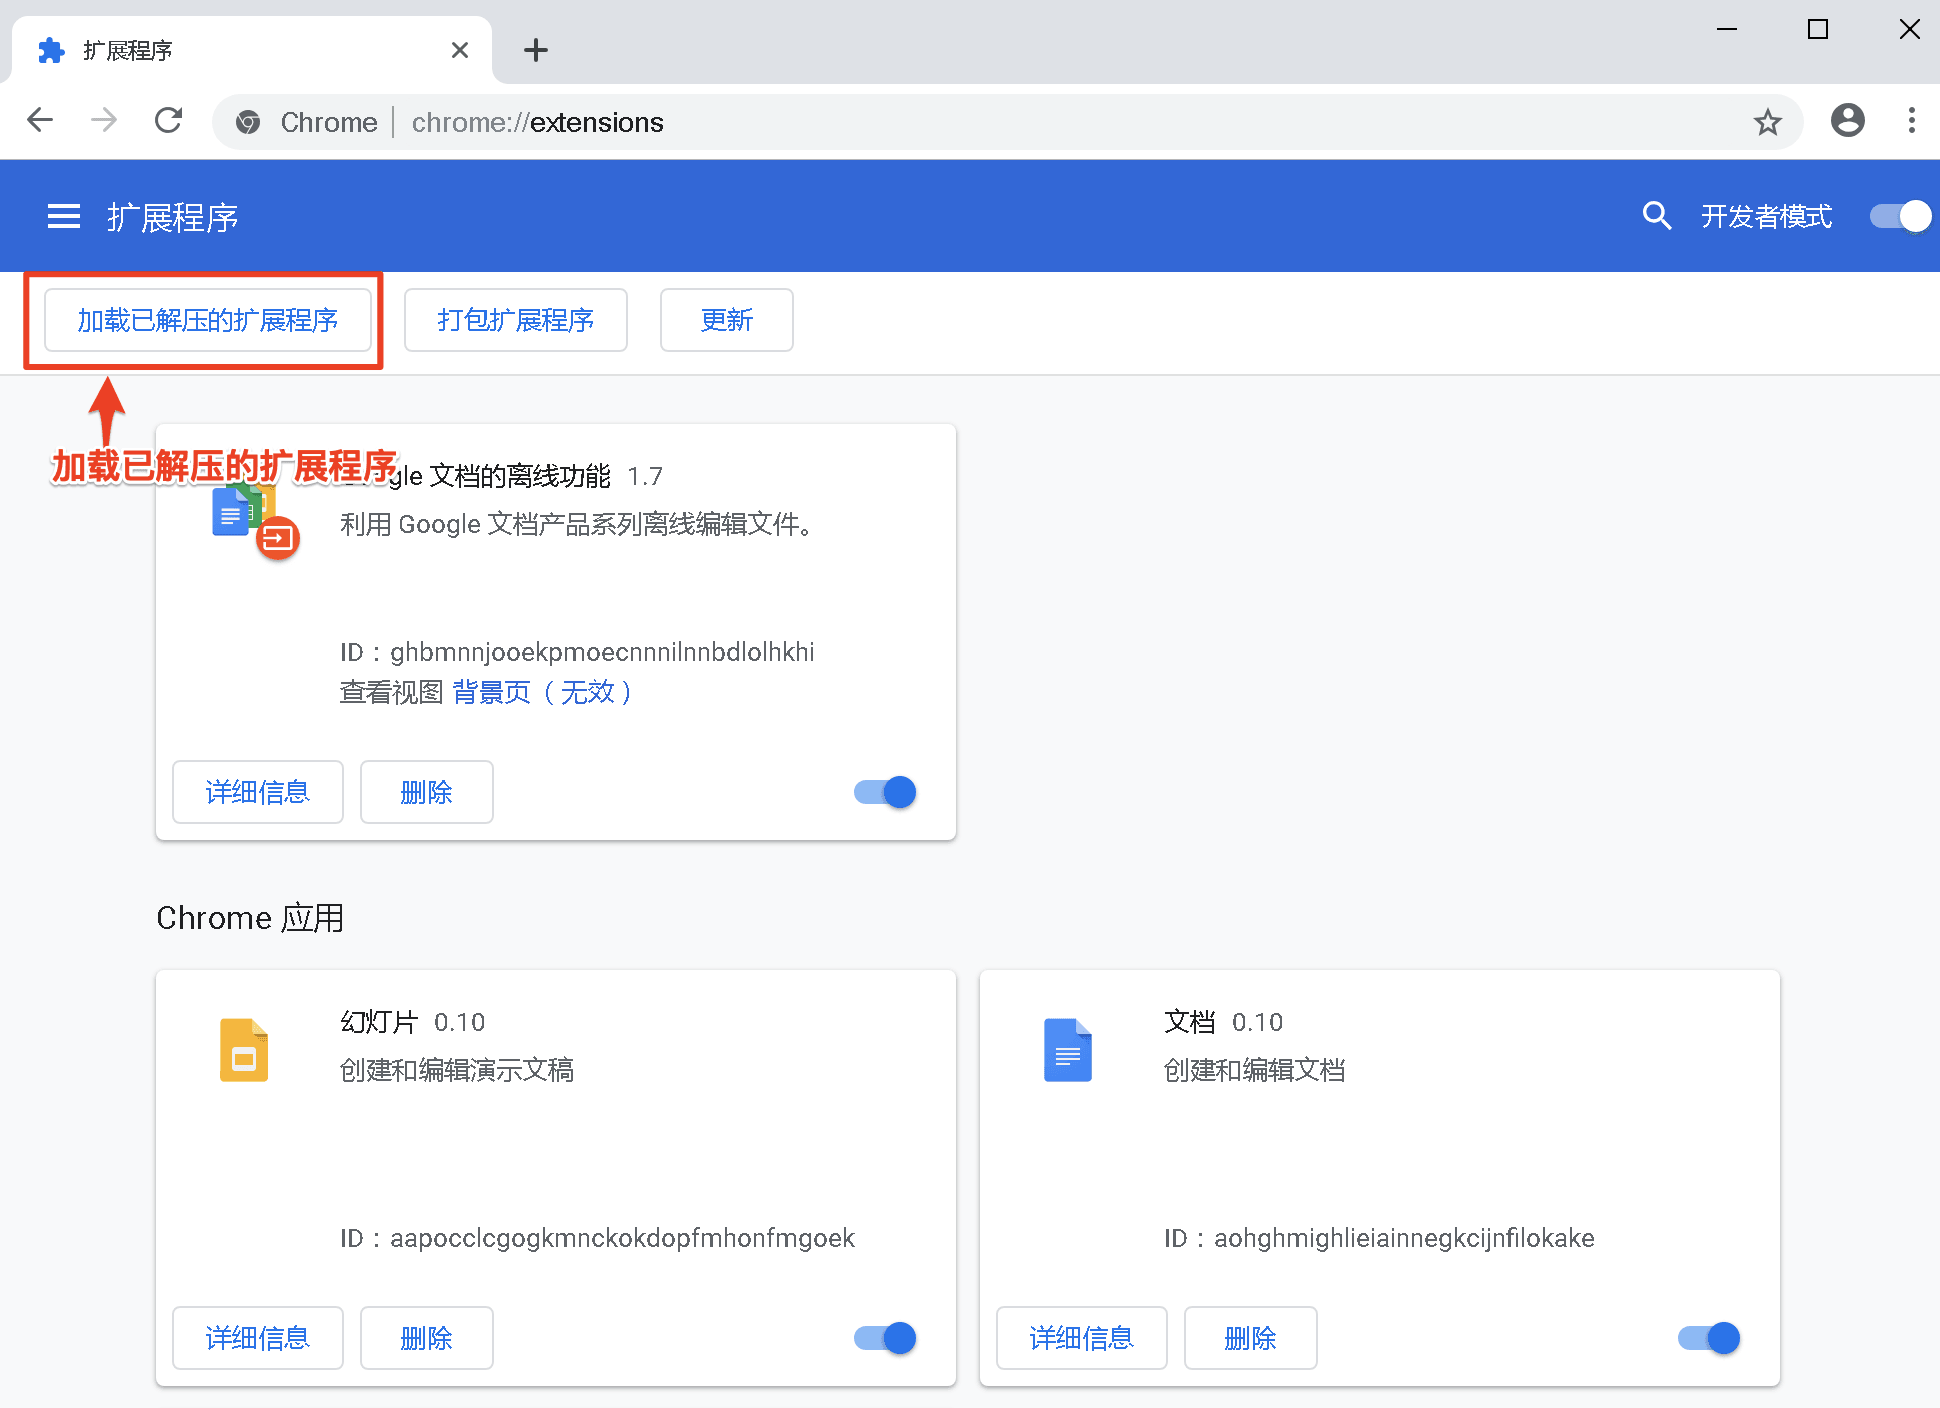 扩展程序
Chrome chrome://extensions
扩展程序
开发者模式
加载已解压的扩展程序
打包扩展程序
更新
加载已解压的扩展程序
gle 文档的离线功能 1.7
利用 Google 文档产品系列离线编辑文件。
ID：ghbmnnjooekpmoecnnnilnnbdlolhkhi
查看视图 背景页（无效）
详细信息
删除
Chrome 应用
幻灯片 0.10
创建和编辑演示文稿
ID：aapocclcgogkmnckokdopfmhonfmgoek
详细信息
删除
文档 0.10
创建和编辑文档
ID：aohghmighlieiainnegkcijnfilokake
详细信息
删除